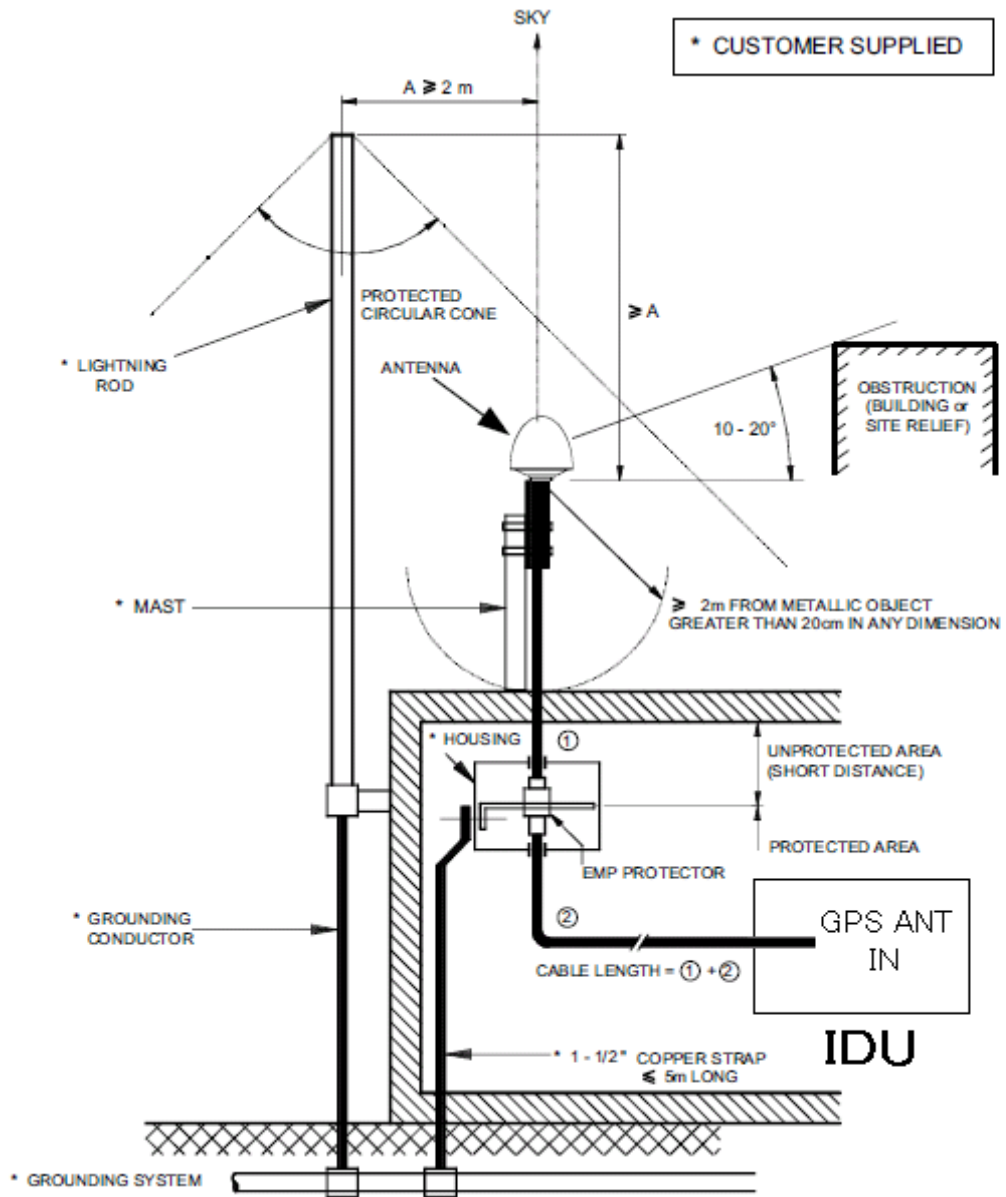 SKY
* CUSTOMER SUPPLIED
A ⩾ 2 m
PROTECTED
CIRCULAR CONE
⩾ A
* LIGHTNING
ROD
ANTENNA
OBSTRUCTION
(BUILDING or
SITE RELIEF)
10 - 20°
* MAST
⩾ 2m FROM METALLIC OBJECT
GREATER THAN 20cm IN ANY DIMENSION
* HOUSING
①
UNPROTECTED AREA
(SHORT DISTANCE)
PROTECTED AREA
EMP PROTECTOR
* GROUNDING
CONDUCTOR
②
GPS ANT
IN
CABLE LENGTH = ① + ②
IDU
* 1 - 1/2" COPPER STRAP
⩽ 5m LONG
* GROUNDING SYSTEM